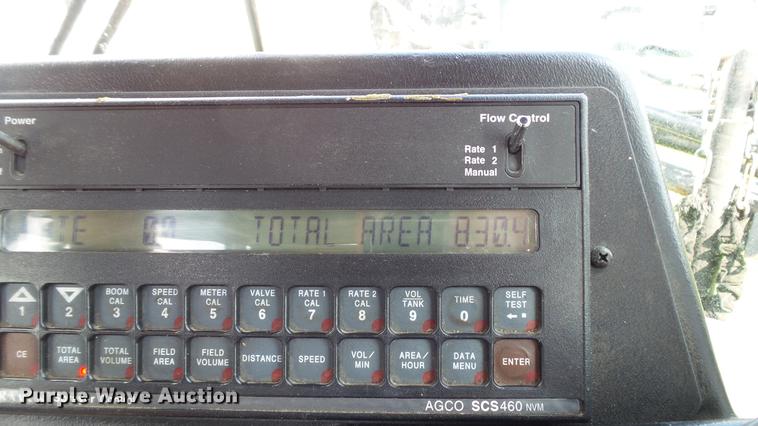 Power
Flow Control
Rate 1
Rate 2
Manual
TOTAL AREA 830.4
1
2
BOOM CAL 3
SPEED CAL 4
METER CAL 5
VALVE CAL 6
RATE 1 CAL 7
RATE 2 CAL 8
VOL TANK 9
TIME 0
SELF TEST
CE
TOTAL AREA
TOTAL VOLUME
FIELD AREA
FIELD VOLUME
DISTANCE
SPEED
VOL/MIN
AREA/HOUR
DATA MENU
ENTER
AGCO SCS460 NVM
Purple Wave Auction